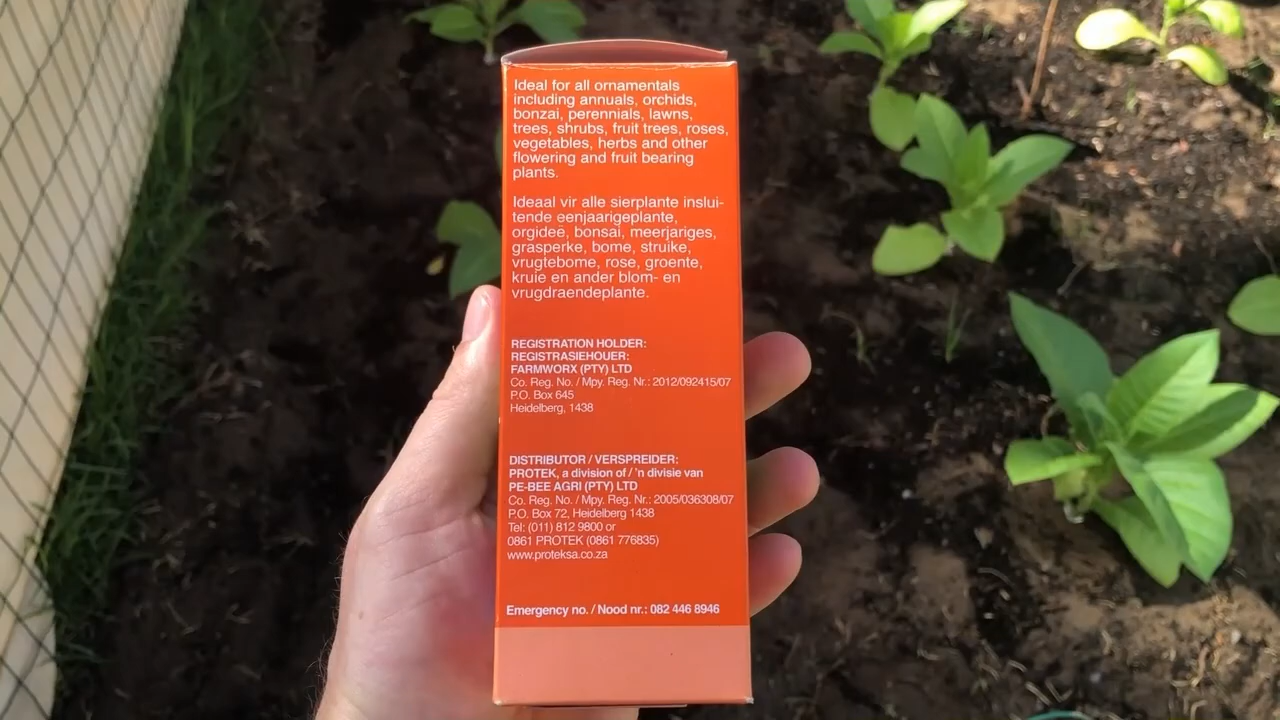 Ideal for all ornamentals
including annuals, orchids,
bonzai, perennials, lawns,
trees, shrubs, fruit trees, roses,
vegetables, herbs and other
flowering and fruit bearing
plants.
Ideaal vir alle sierplante inslui-
tende eenjaarigeplante,
orgideë, bonsai, meerjariges,
grasperke, bome, struike,
vrugtebome, rose, groente,
kruie en ander blom- en
vrugdraendeplante.
REGISTRATION HOLDER:
REGISTRASIEHOUER:
FARMWORX (PTY) LTD
Co. Reg. No. / Mpy. Reg. Nr.: 2012/092415/07
P.O. Box 645
Heidelberg, 1438
DISTRIBUTOR / VERSPREIDER:
PROTEK, a division of / 'n divisie van
PE-BEE AGRI (PTY) LTD
Co. Reg. No. / Mpy. Reg. Nr.: 2005/036308/07
P.O. Box 72, Heidelberg 1438
Tel: (011) 812 9800 or
0861 PROTEK (0861 776835)
www.proteksa.co.za
Emergency no. / Nood nr.: 082 446 8946